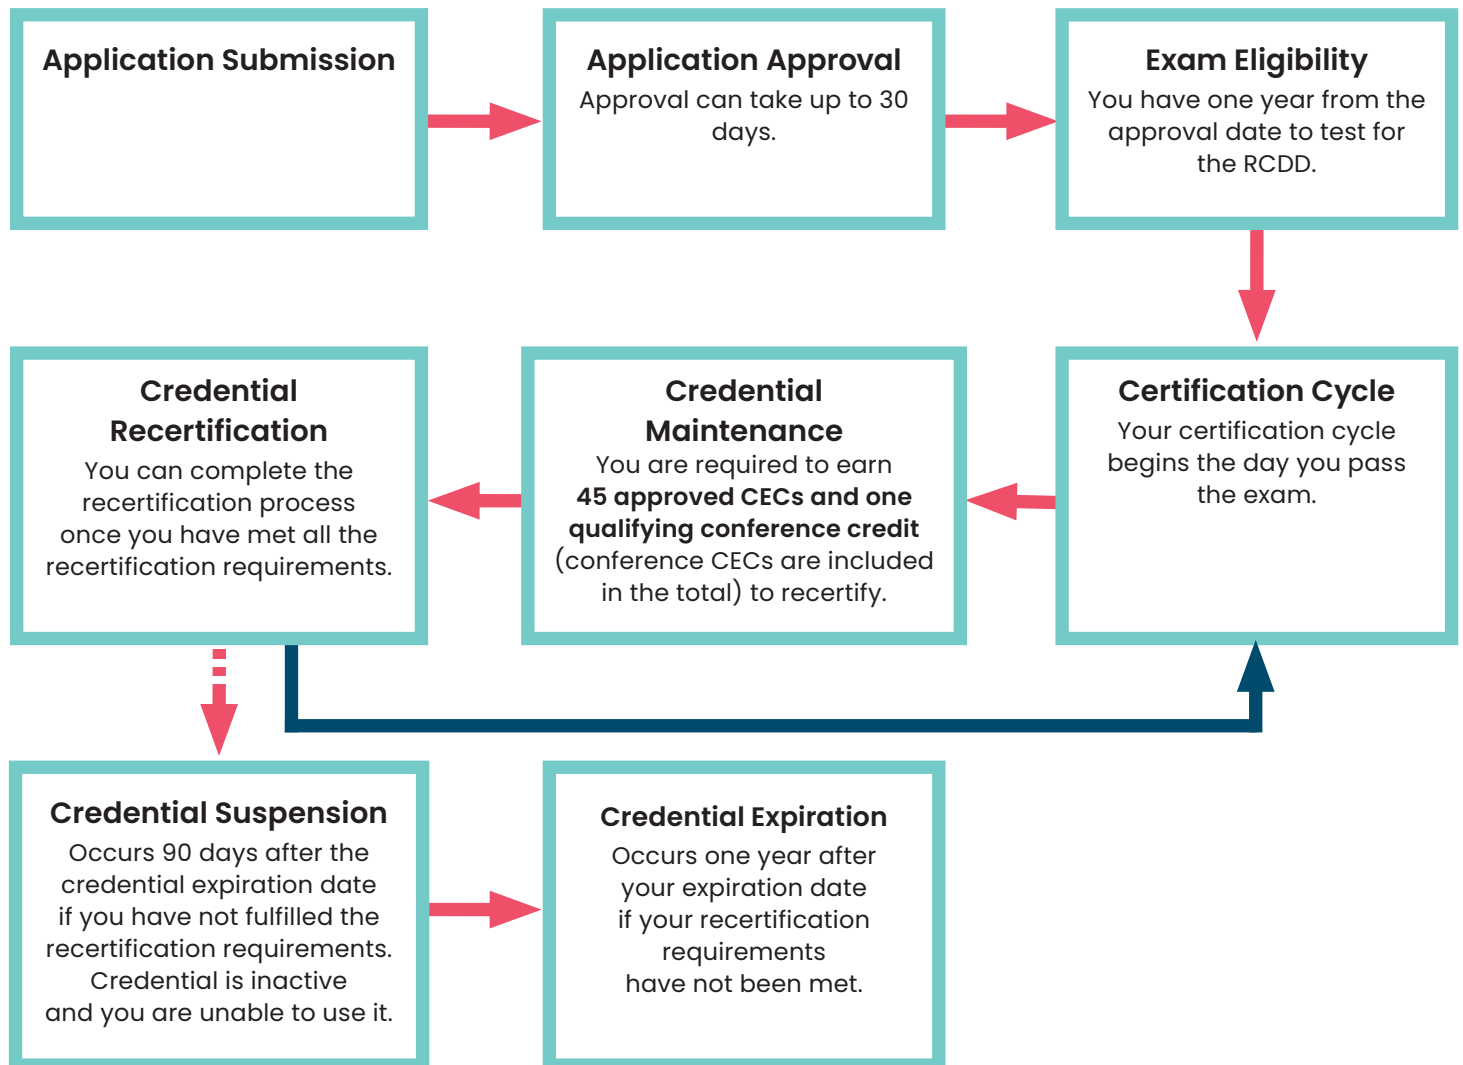 Application Submission
Application Approval
Approval can take up to 30
days.
Exam Eligibility
You have one year from the
approval date to test for
the RCDD.
Credential
Recertification
You can complete the
recertification process
once you have met all the
recertification requirements.
Credential
Maintenance
You are required to earn
45 approved CECs and one
qualifying conference credit
(conference CECs are included
in the total) to recertify.
Certification Cycle
Your certification cycle
begins the day you pass
the exam.
Credential Suspension
Occurs 90 days after the
credential expiration date
if you have not fulfilled the
recertification requirements.
Credential is inactive
and you are unable to use it.
Credential Expiration
Occurs one year after
your expiration date
if your recertification
requirements
have not been met.